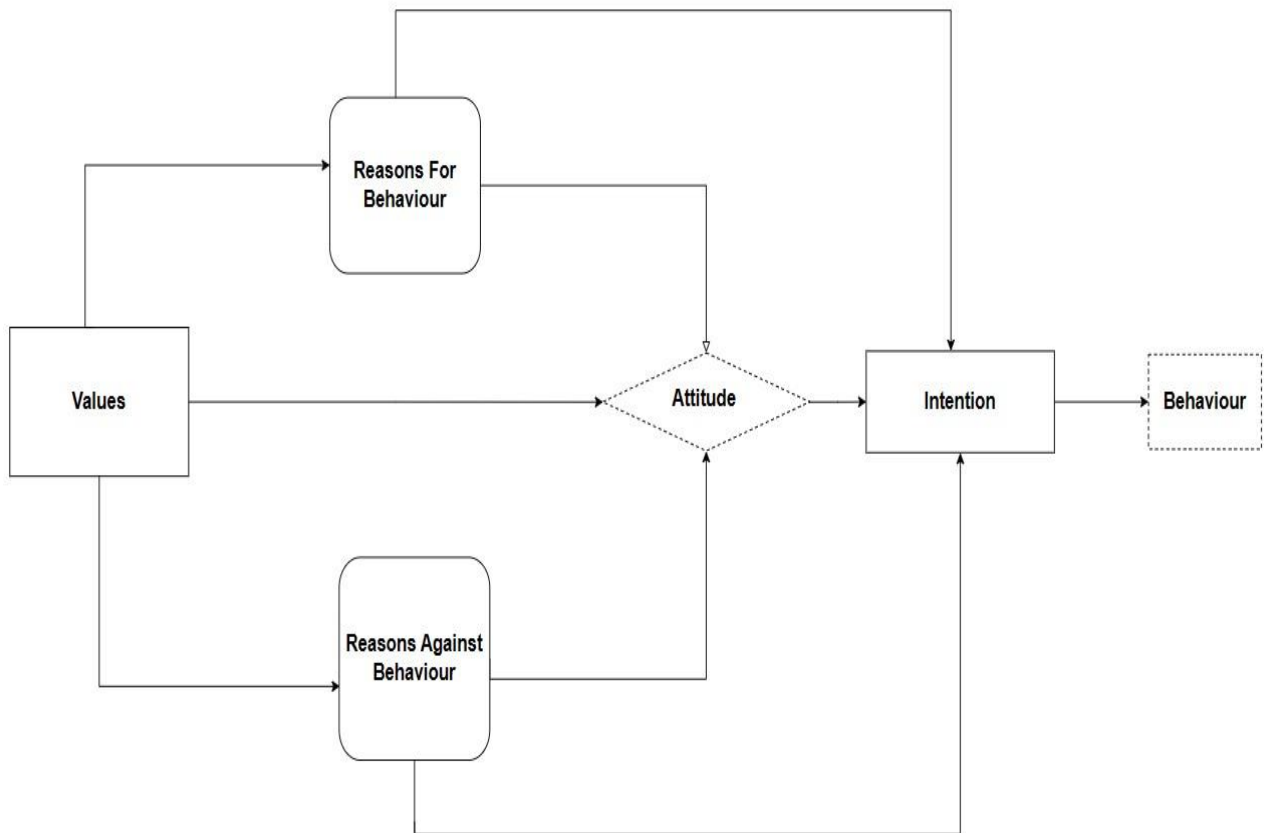 Reasons For
Behaviour
Values
Attitude
Intention
Behaviour
Reasons Against
Behaviour